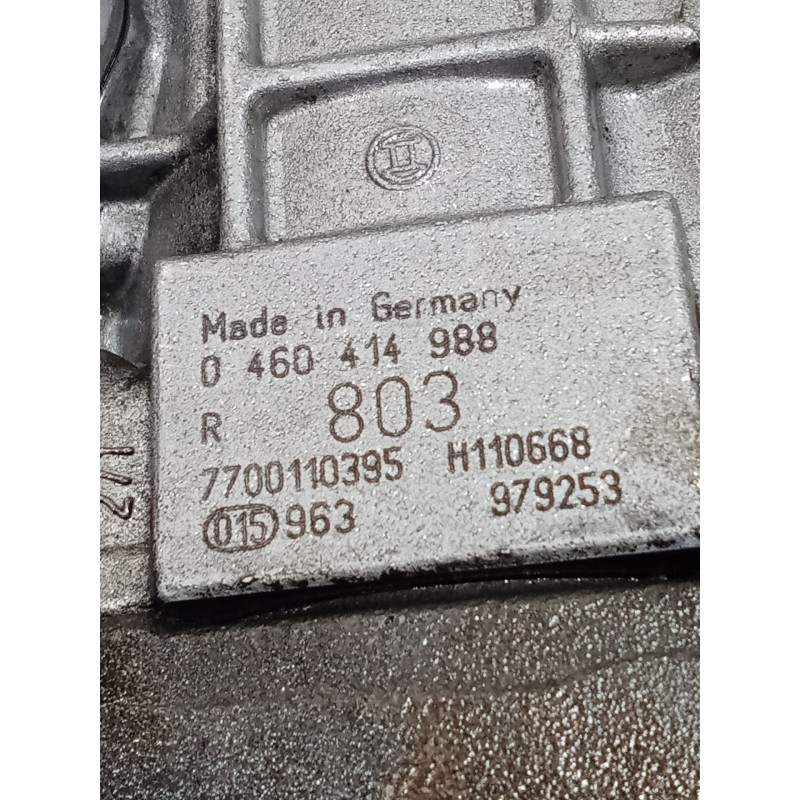 Made in Germany
0 460 414 988
R 803
7700110395 H110668
015 963 979253